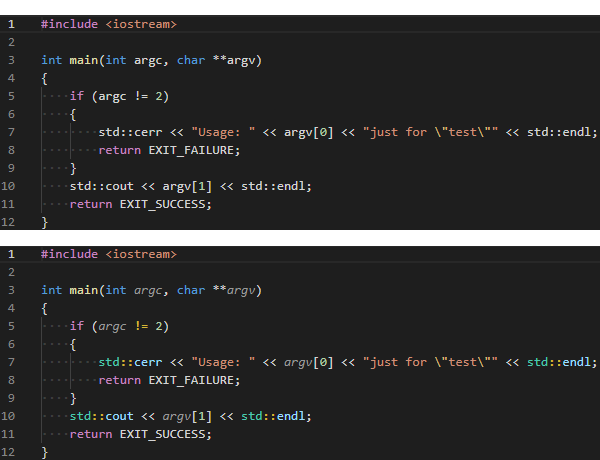 1 #include <iostream>
2
3 int main(int argc, char **argv)
4 {
5 ····if (argc != 2)
6 ····{
7 ········std::cerr << "Usage: " << argv[0] << "just for \"test\"" << std::endl;
8 ········return EXIT_FAILURE;
9 ····}
10 ····std::cout << argv[1] << std::endl;
11 ····return EXIT_SUCCESS;
12 }
1 #include <iostream>
2
3 int main(int argc, char **argv)
4 {
5 ····if (argc != 2)
6 ····{
7 ········std::cerr << "Usage: " << argv[0] << "just for \"test\"" << std::endl;
8 ········return EXIT_FAILURE;
9 ····}
10 ····std::cout << argv[1] << std::endl;
11 ····return EXIT_SUCCESS;
12 }